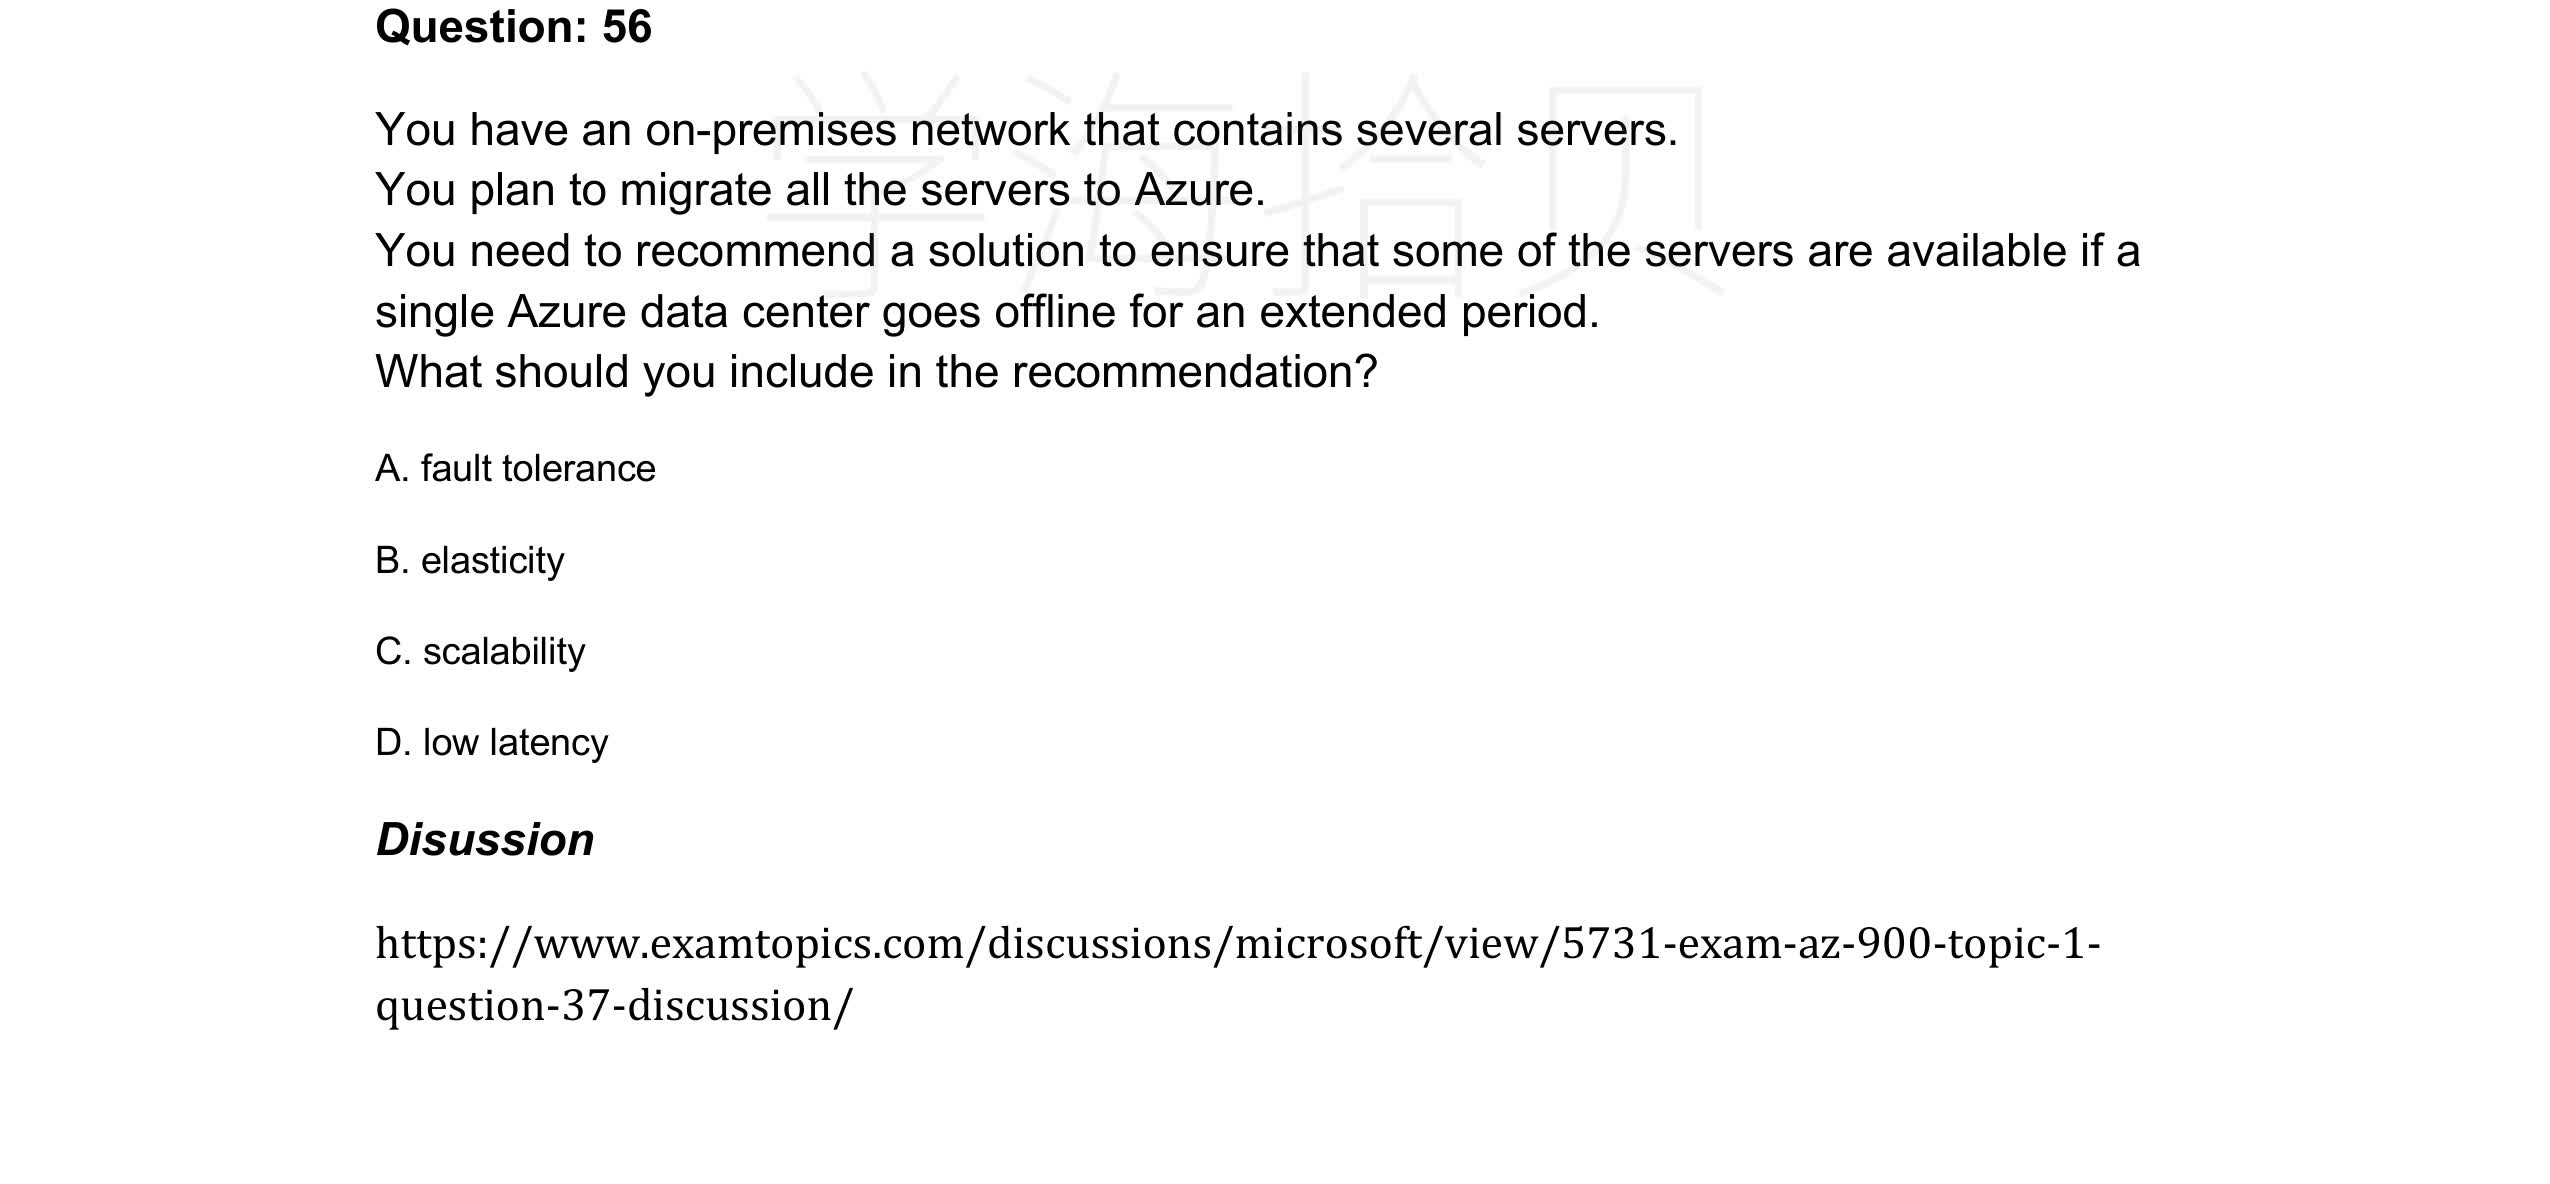 Question: 56
学海拾贝
You have an on-premises network that contains several servers.
You plan to migrate all the servers to Azure.
You need to recommend a solution to ensure that some of the servers are available if a
single Azure data center goes offline for an extended period.
What should you include in the recommendation?
A. fault tolerance
B. elasticity
C. scalability
D. low latency
Disussion
https://www.examtopics.com/discussions/microsoft/view/5731-exam-az-900-topic-1-
question-37-discussion/